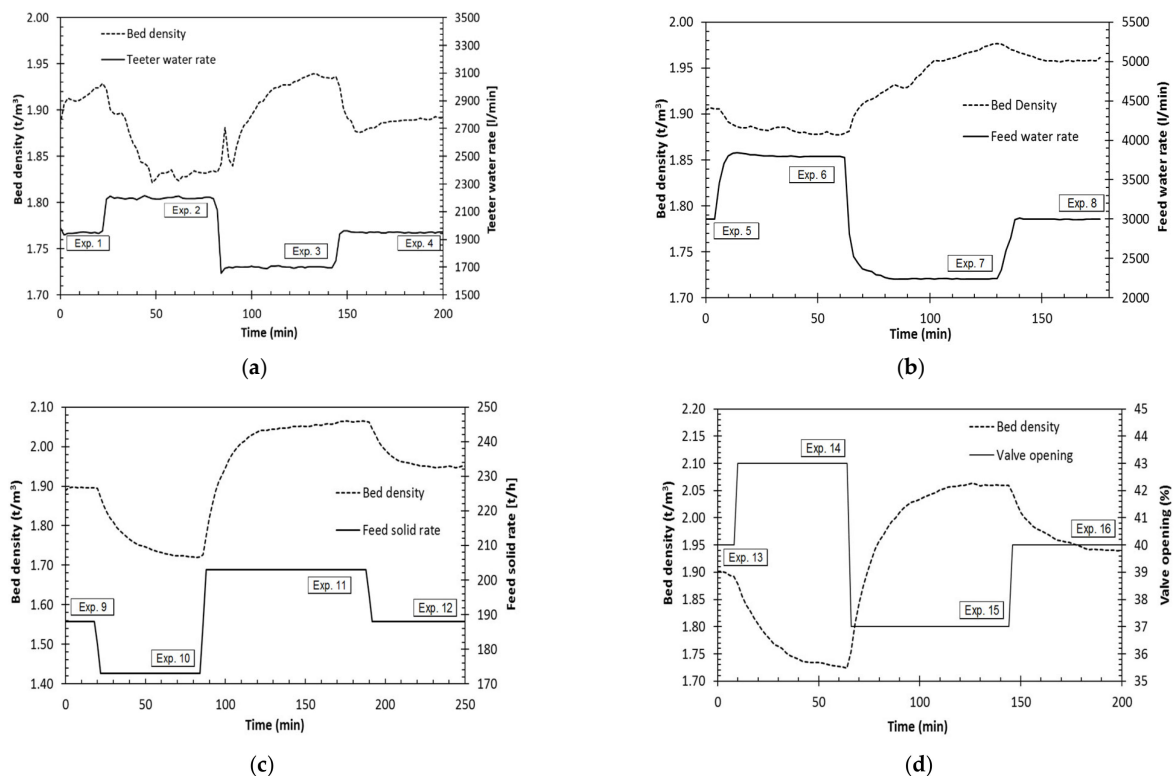 2.00
1.95
1.90
1.85
1.80
1.75
1.70
Bed density (t/m³)
Bed density
Teeter water rate
Exp. 1
Exp. 2
Exp. 3
Exp. 4
3500
3300
3100
2900
2700
2500
2300
2100
1900
1700
1500
Teeter water rate [l/min)
0 50 100 150 200
Time (min)
(a)
2.00
1.95
1.90
1.85
1.80
1.75
1.70
Bed density (t/m³)
Bed Density
Feed water rate
Exp. 5
Exp. 6
Exp. 7
Exp. 8
5500
5000
4500
4000
3500
3000
2500
2000
Feed water rate (l/min)
0 50 100 150
Time (min)
(b)
2.10
2.00
1.90
1.80
1.70
1.60
1.50
1.40
Bed density (t/m³)
Bed density
Feed solid rate
Exp. 9
Exp. 10
Exp. 11
Exp. 12
250
240
230
220
210
200
190
180
170
Feed solid rate [t/h)
0 50 100 150 200 250
Time (min)
(c)
2.20
2.15
2.10
2.05
2.00
1.95
1.90
1.85
1.80
1.75
1.70
Bed density (t/m³)
Bed density
Valve opening
Exp. 13
Exp. 14
Exp. 15
Exp. 16
45
44
43
42
41
40
39
38
37
36
35
Valve opening (%)
0 50 100 150 200
Time (min)
(d)